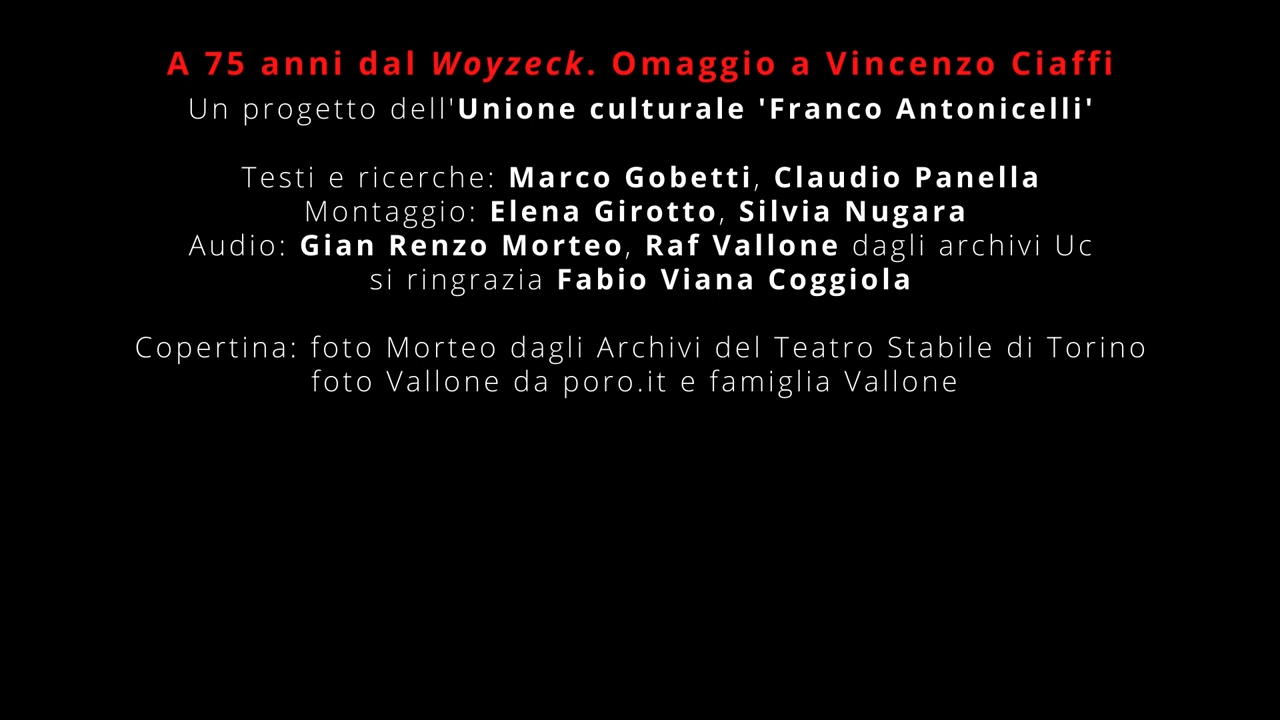 A 75 anni dal Woyzeck. Omaggio a Vincenzo Ciaffi
Un progetto dell'Unione culturale 'Franco Antonicelli'
Testi e ricerche: Marco Gobetti, Claudio Panella
Montaggio: Elena Girotto, Silvia Nugara
Audio: Gian Renzo Morteo, Raf Vallone dagli archivi Uc
si ringrazia Fabio Viana Coggiola
Copertina: foto Morteo dagli Archivi del Teatro Stabile di Torino
foto Vallone da poro.it e famiglia Vallone